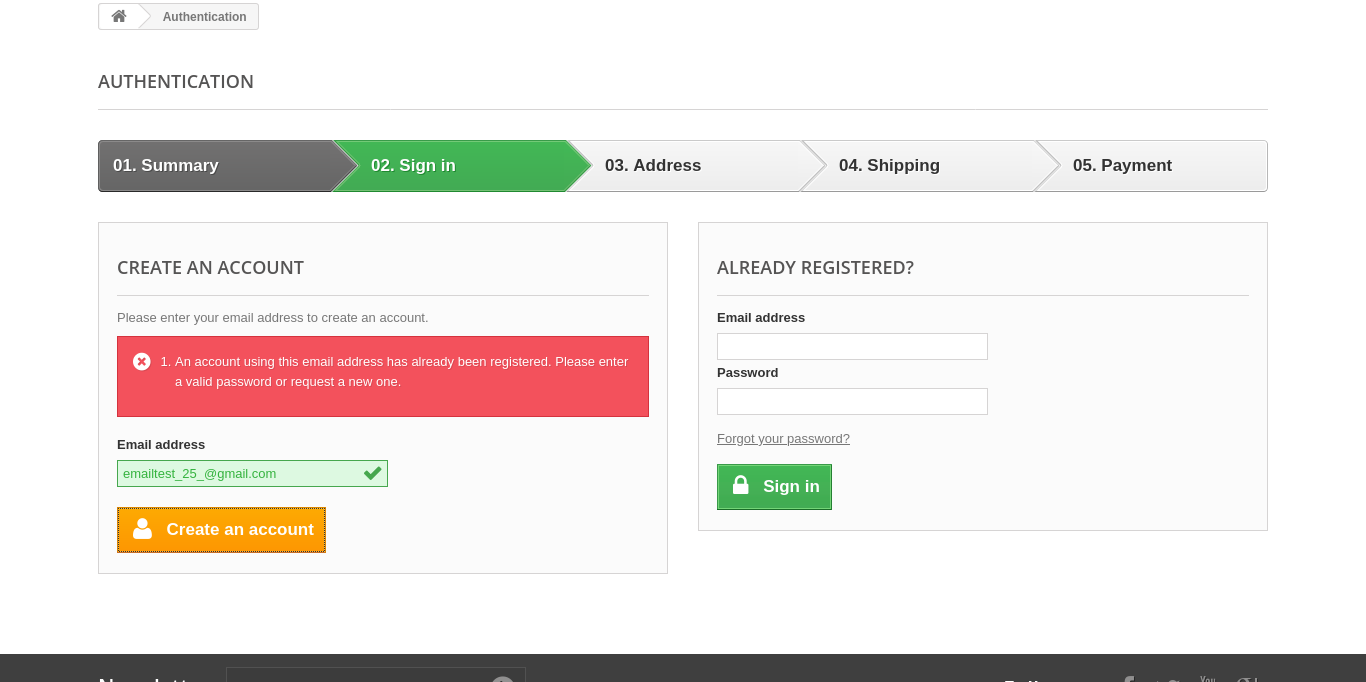 Authentication
AUTHENTICATION
01. Summary
02. Sign in
03. Address
04. Shipping
05. Payment
CREATE AN ACCOUNT
Please enter your email address to create an account.
1. An account using this email address has already been registered. Please enter
a valid password or request a new one.
Email address
emailtest_25_@gmail.com
Create an account
ALREADY REGISTERED?
Email address
Password
Forgot your password?
Sign in